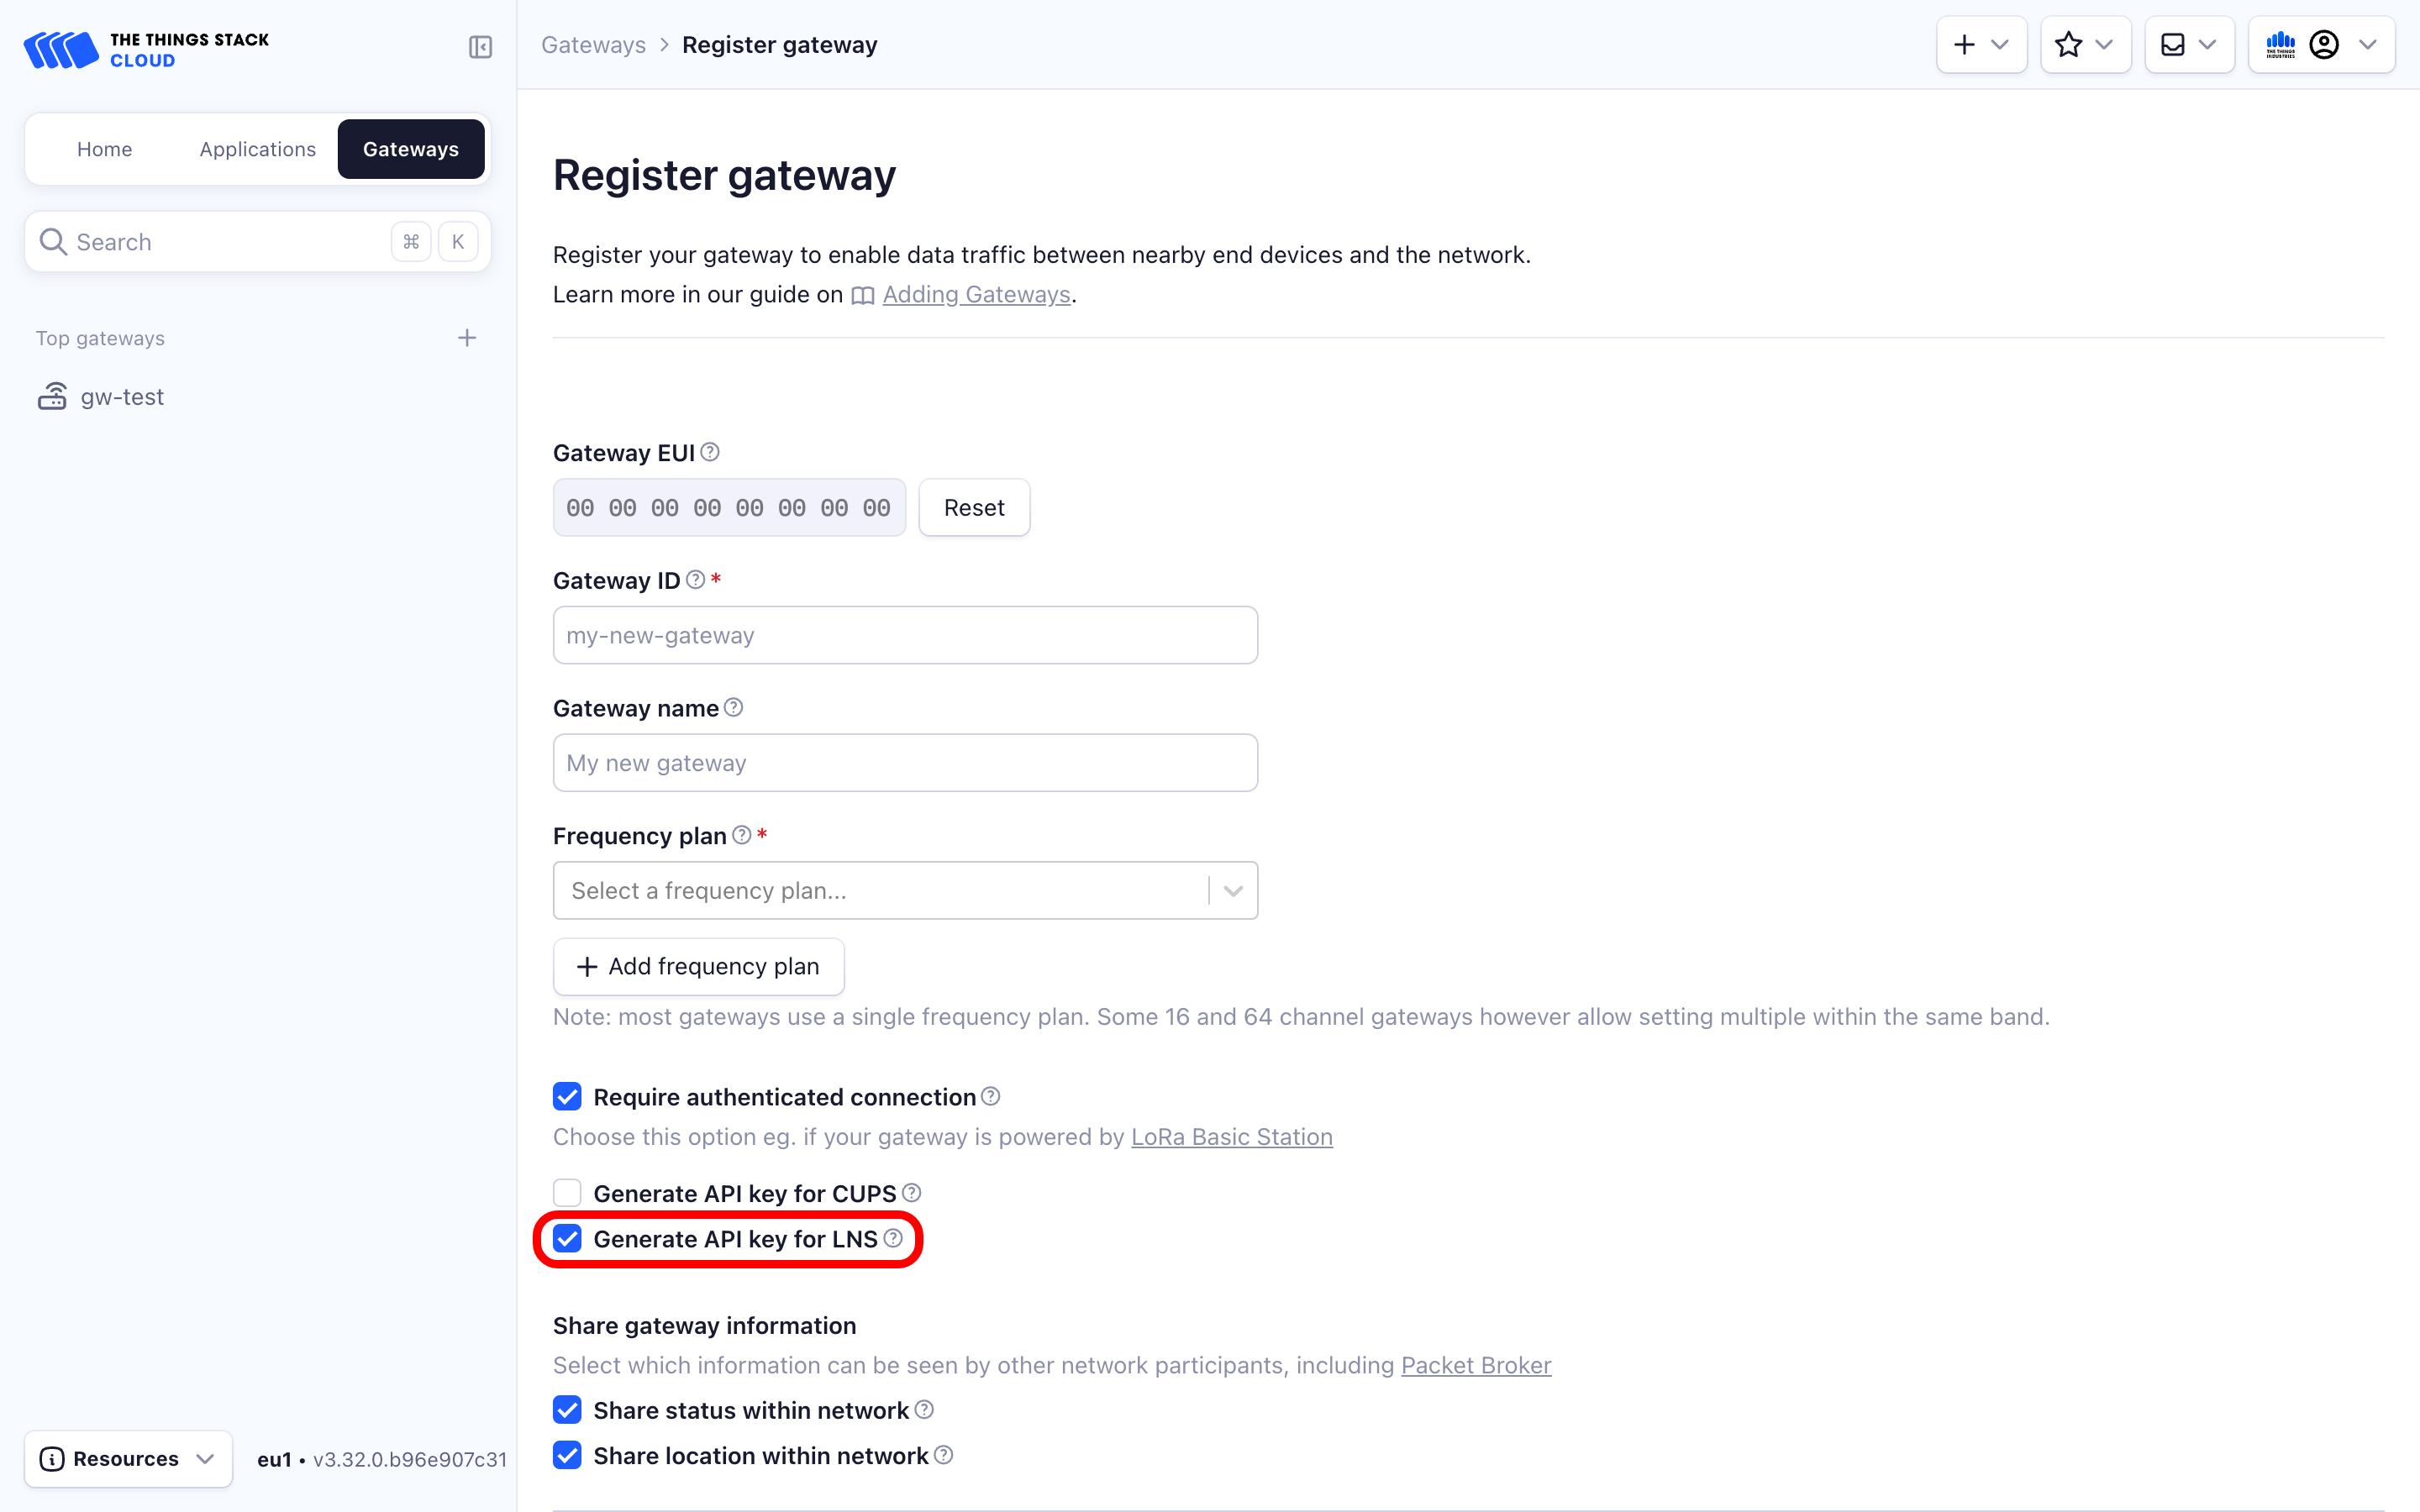 THE THINGS STACK
CLOUD
Gateways > Register gateway
THE THINGS
INDUSTRIES
Home
Applications
Gateways
Search
⌘ K
Top gateways
gw-test
Register gateway
Register your gateway to enable data traffic between nearby end devices and the network.
Learn more in our guide on Adding Gateways.
Gateway EUI
00 00 00 00 00 00 00 00
Reset
Gateway ID *
my-new-gateway
Gateway name
My new gateway
Frequency plan *
Select a frequency plan...
+ Add frequency plan
Note: most gateways use a single frequency plan. Some 16 and 64 channel gateways however allow setting multiple within the same band.
Require authenticated connection
Choose this option eg. if your gateway is powered by LoRa Basic Station
Generate API key for CUPS
Generate API key for LNS
Share gateway information
Select which information can be seen by other network participants, including Packet Broker
Share status within network
Share location within network
Resources
eu1 • v3.32.0.b96e907c31